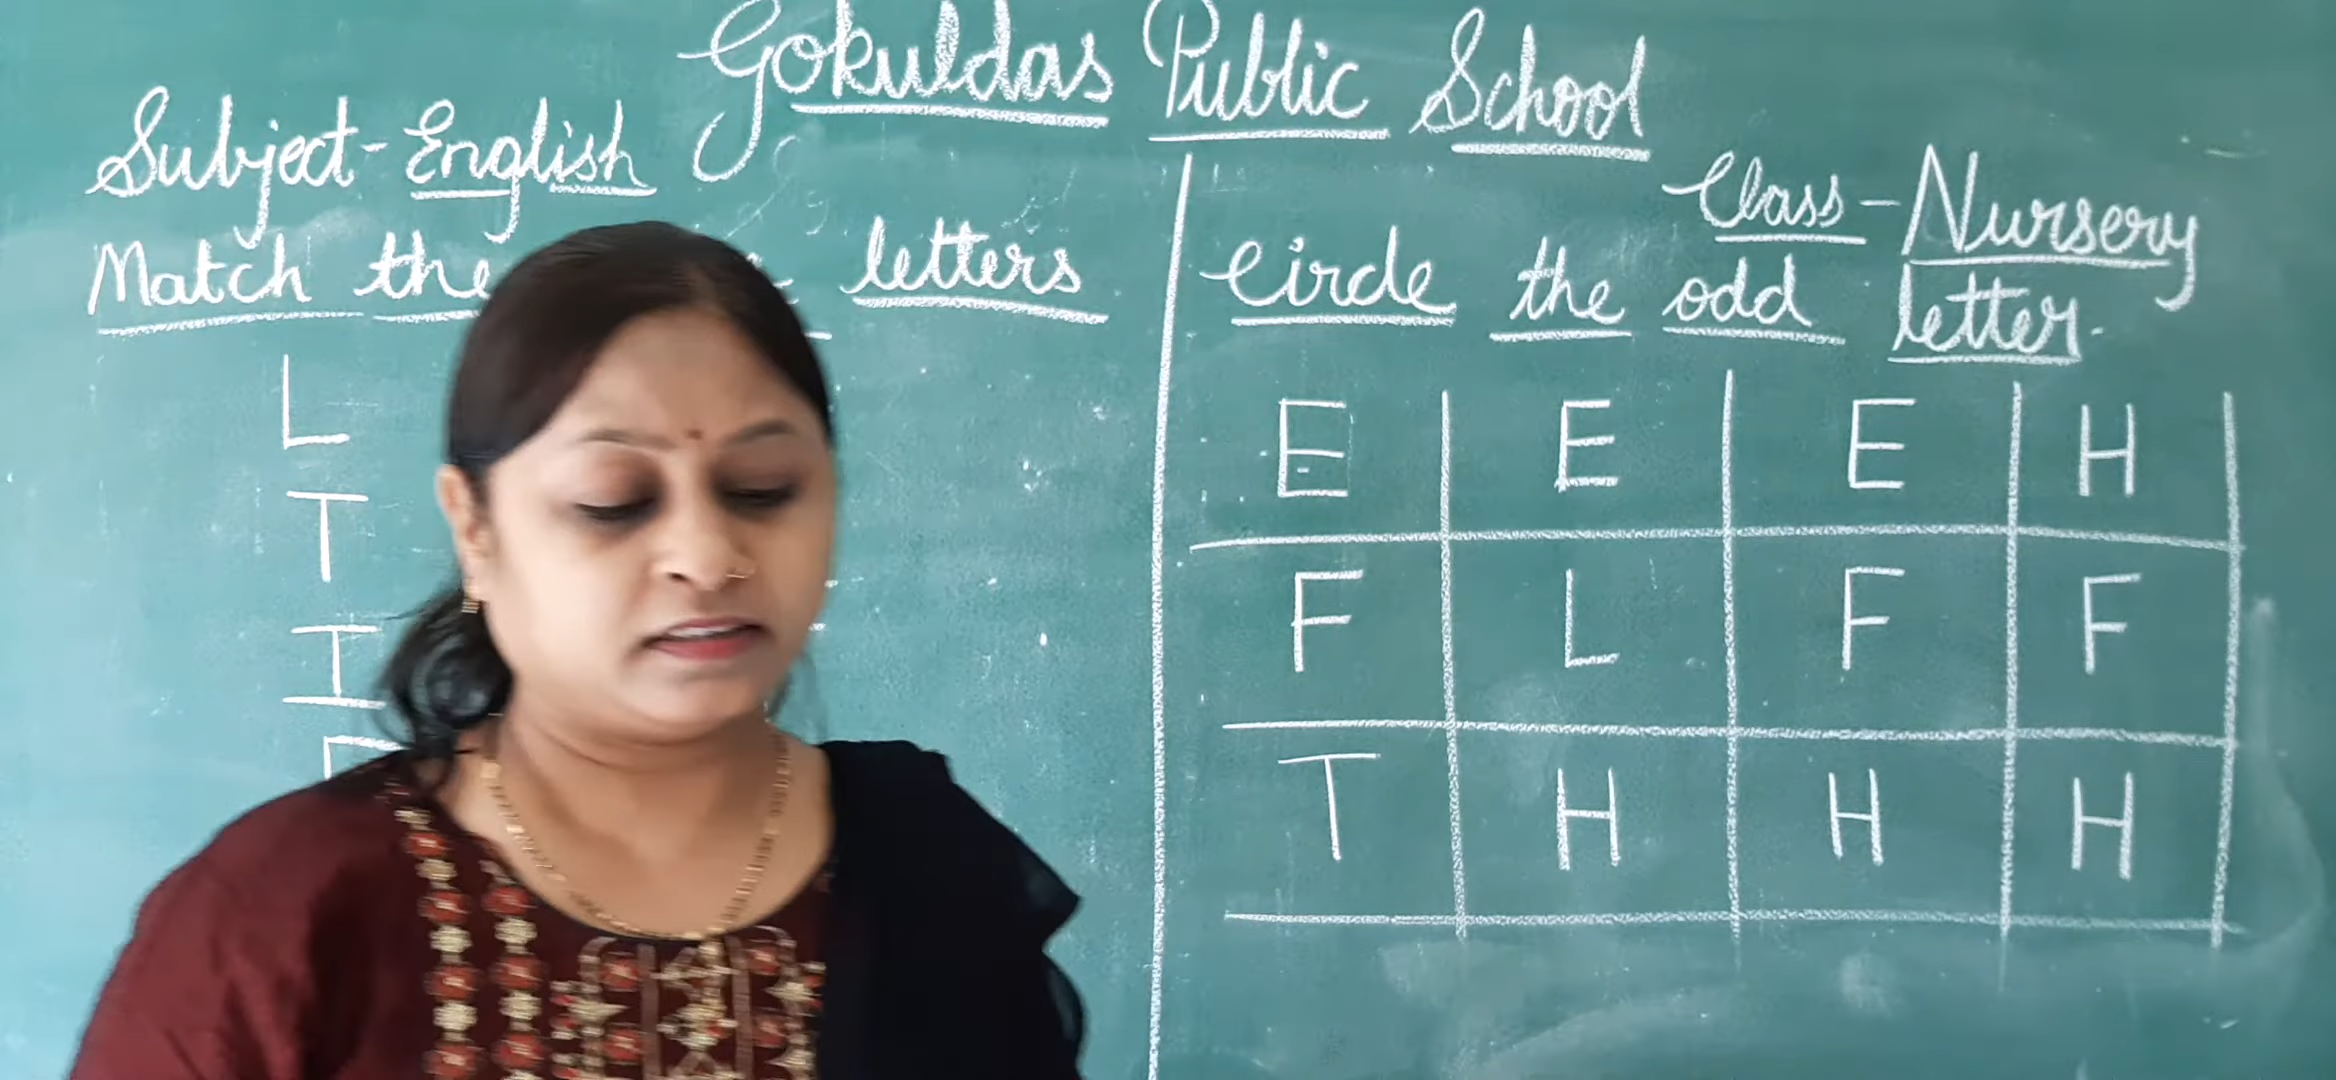 Gokuldas Public School
Subject-English
Class-Nursery
Match the letters
L
T
I
Circle the odd letter.
E E E H
F L F F
T H H H